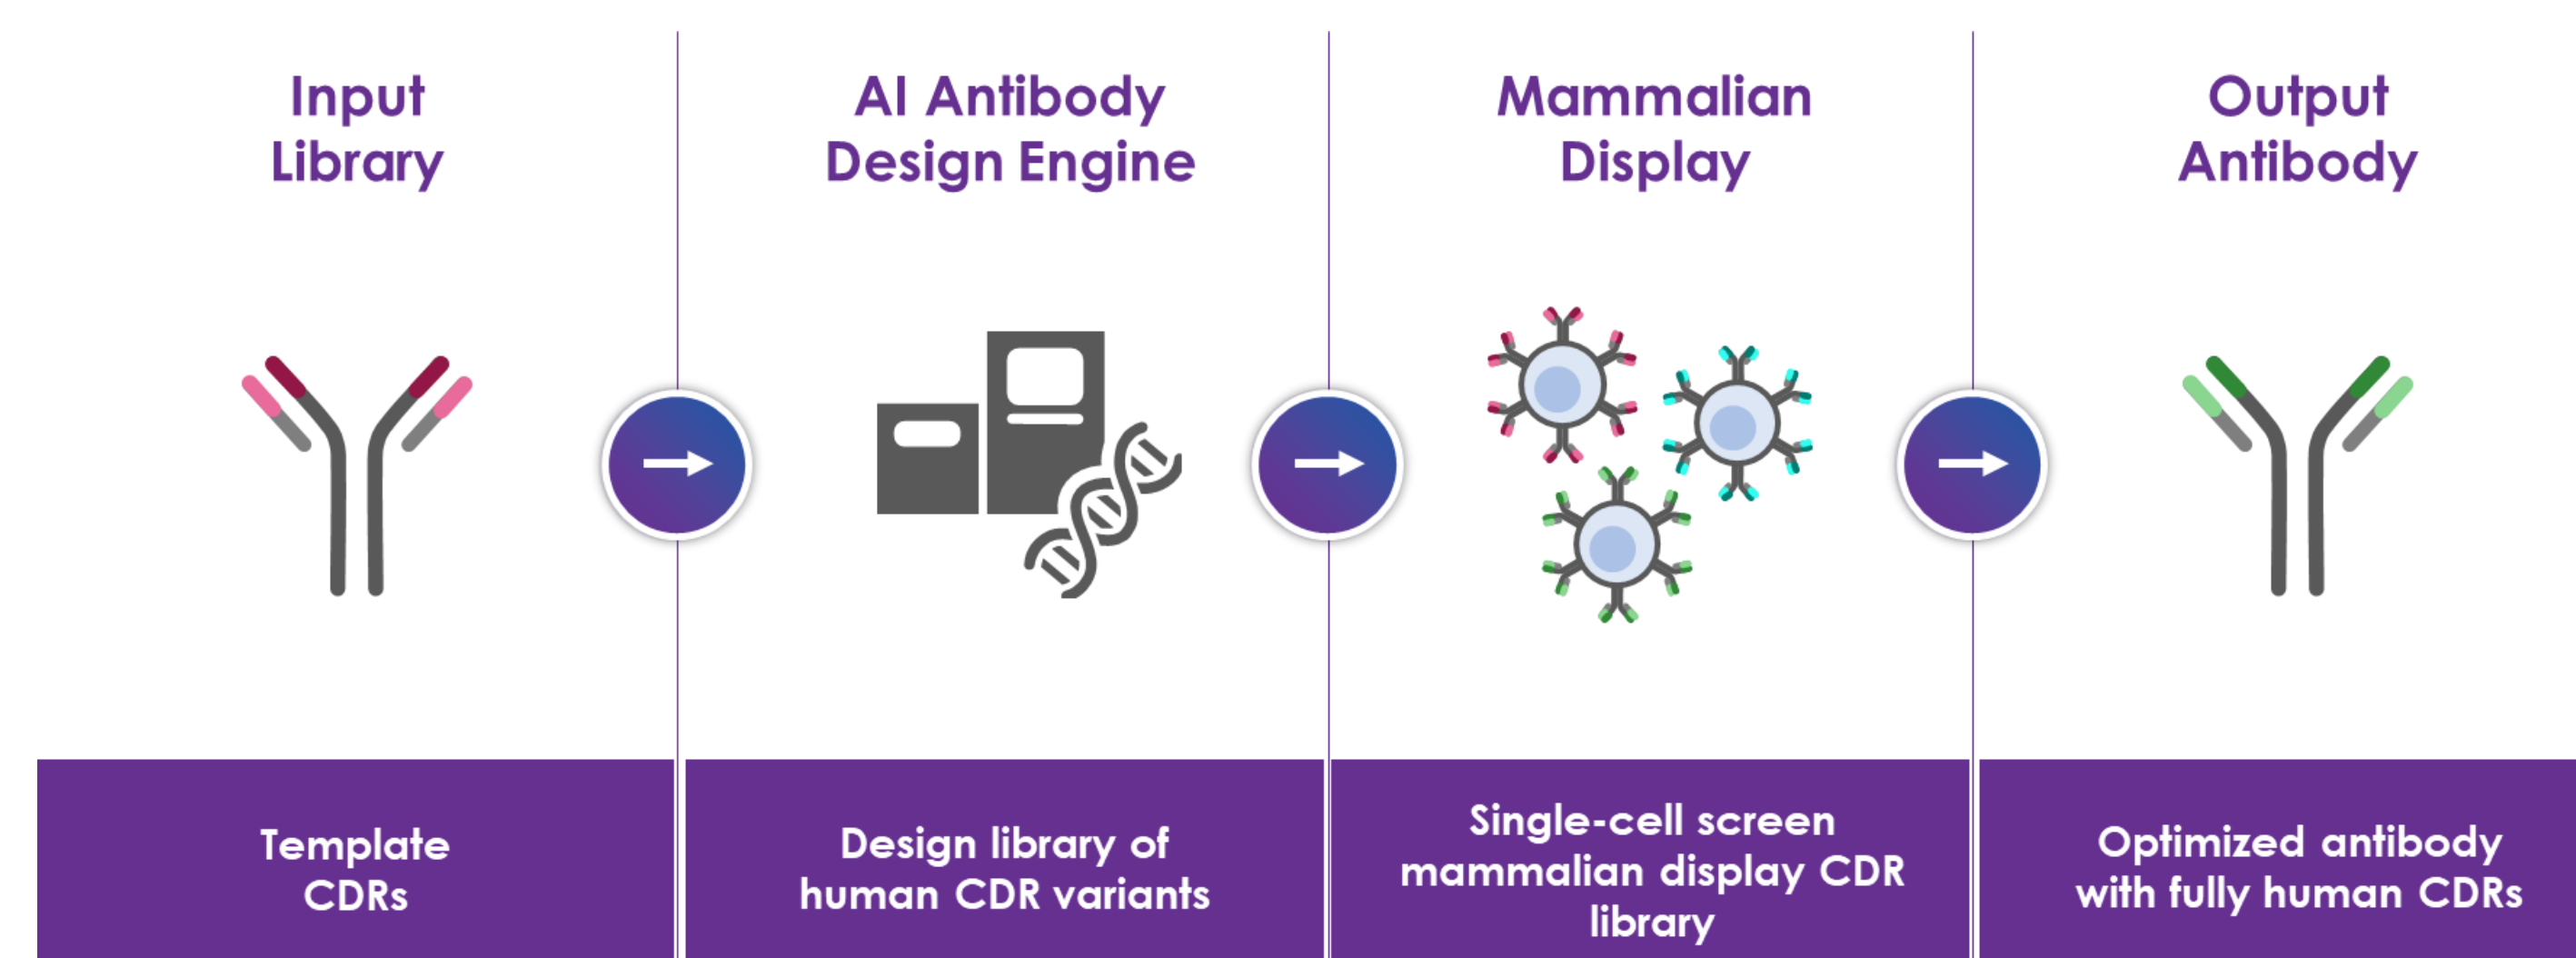 Input
Library
AI Antibody
Design Engine
Mammalian
Display
Output
Antibody
Template
CDRs
Design library of
human CDR variants
Single-cell screen
mammalian display CDR
library
Optimized antibody
with fully human CDRs